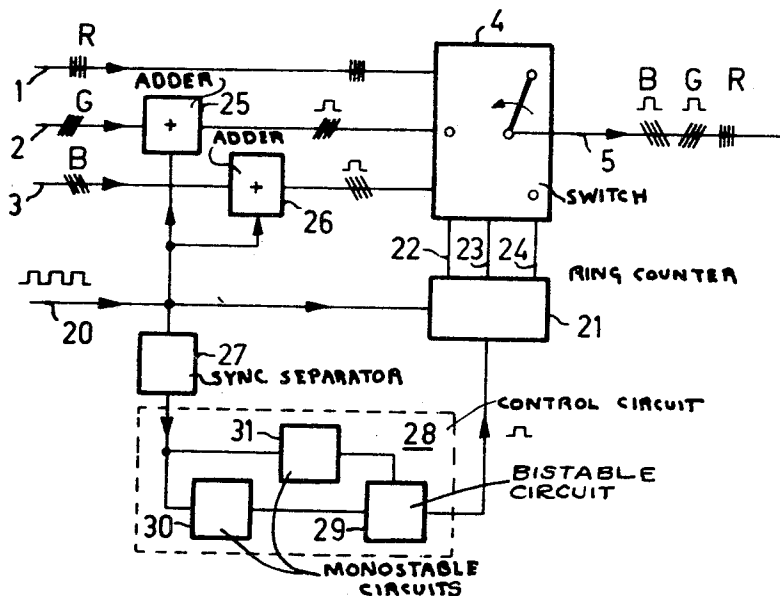 4
R
B G R
1
ADDER
G
25
2
ADDER
5
B
3
26
SWITCH
22 23 24
RING COUNTER
20
21
27
SYNC SEPARATOR
CONTROL CIRCUIT
31
28
BISTABLE
CIRCUIT
30
29
MONOSTABLE
CIRCUITS
+
+